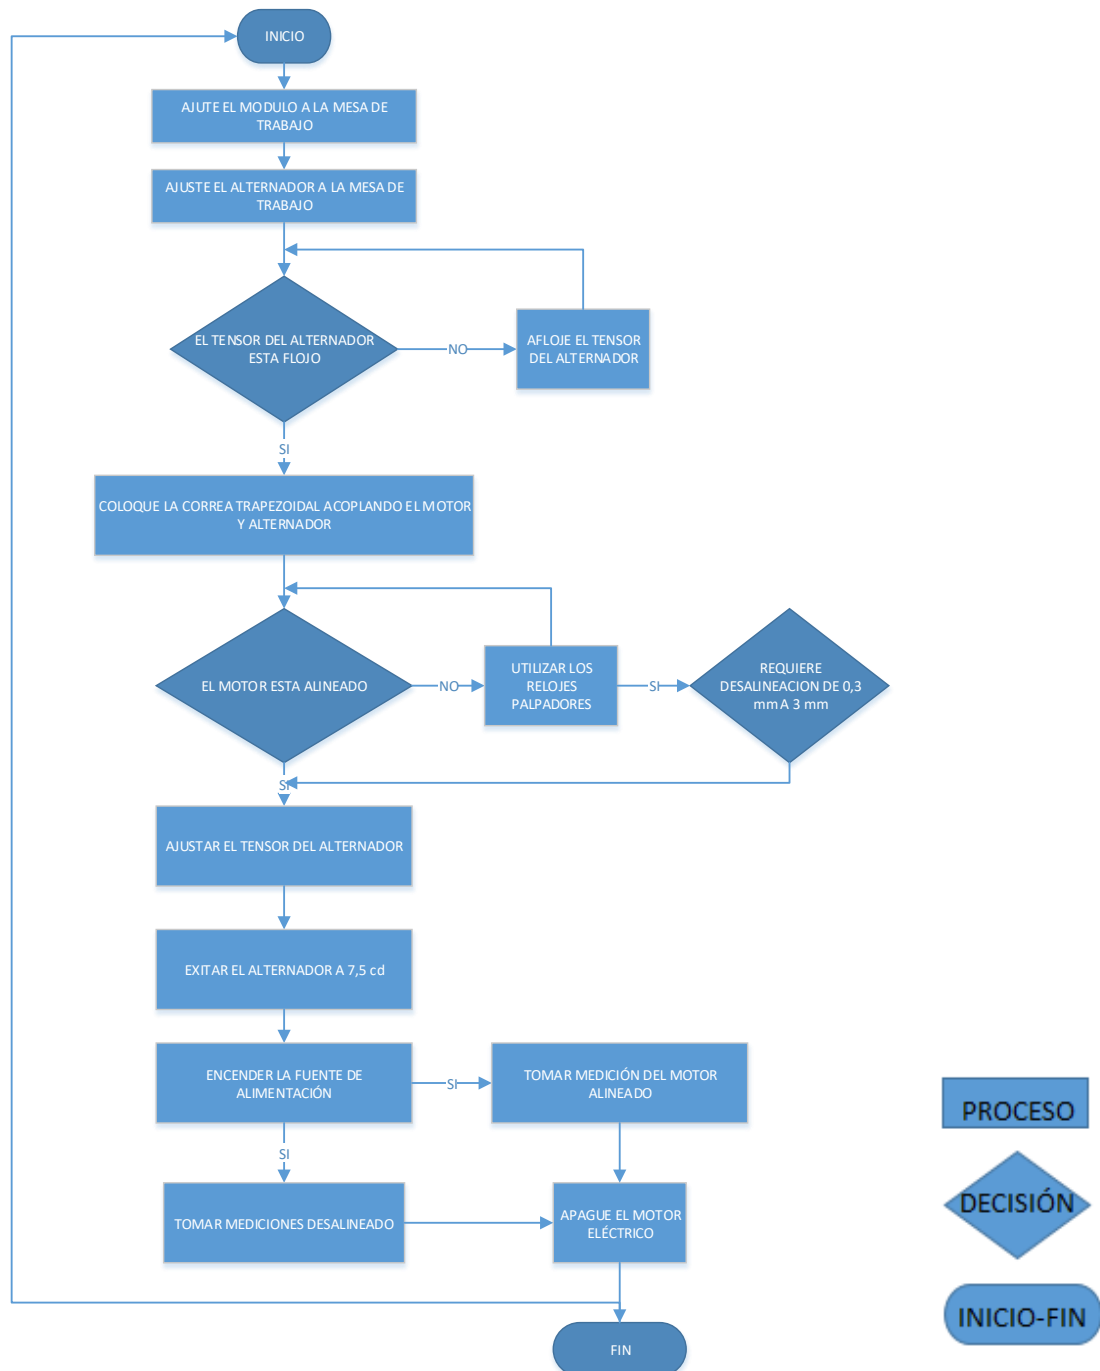 INICIO
AJUTE EL MODULO A LA MESA DE
TRABAJO
AJUSTE EL ALTERNADOR A LA MESA DE
TRABAJO
EL TENSOR DEL ALTERNADOR
ESTA FLOJO
NO
AFLOJE EL TENSOR
DEL ALTERNADOR
SI
COLOQUE LA CORREA TRAPEZOIDAL ACOPLANDO EL MOTOR
Y ALTERNADOR
EL MOTOR ESTA ALINEADO
NO
UTILIZAR LOS
RELOJES
PALPADORES
SI
REQUIERE
DESALINEACION DE 0,3
mm A 3 mm
SI
AJUSTAR EL TENSOR DEL ALTERNADOR
EXITAR EL ALTERNADOR A 7,5 cd
ENCENDER LA FUENTE DE
ALIMENTACIÓN
SI
TOMAR MEDICIÓN DEL MOTOR
ALINEADO
SI
TOMAR MEDICIONES DESALINEADO
APAGUE EL MOTOR
ELÉCTRICO
FIN
PROCESO
DECISIÓN
INICIO-FIN